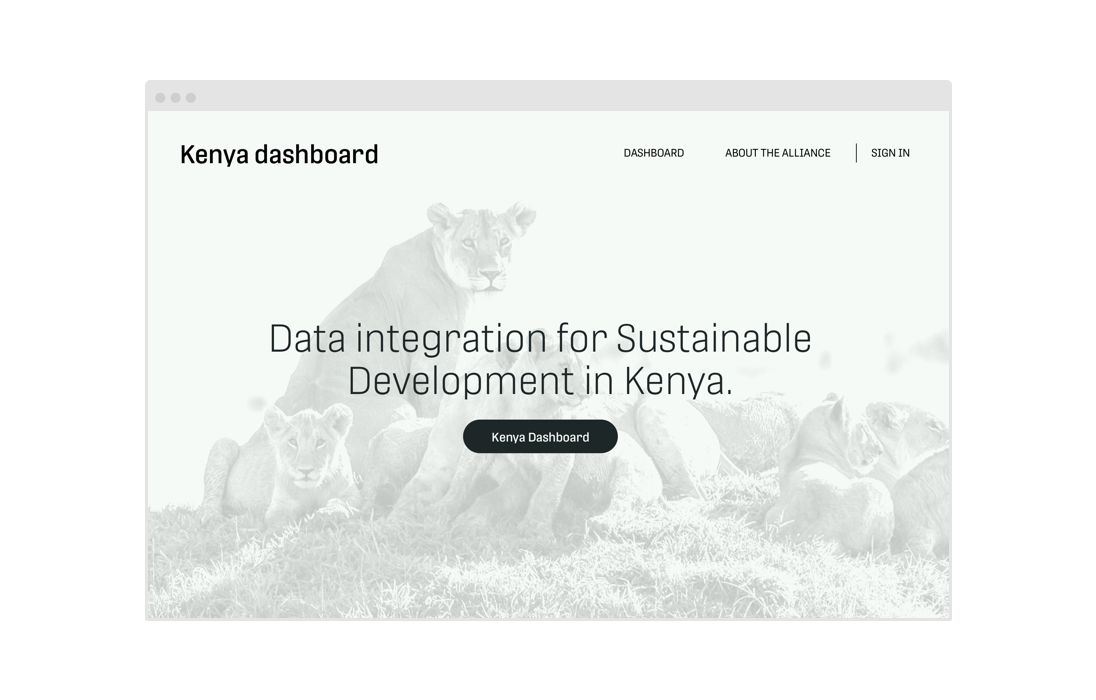 Kenya dashboard
DASHBOARD
ABOUT THE ALLIANCE
SIGN IN
Data integration for Sustainable
Development in Kenya.
Kenya Dashboard